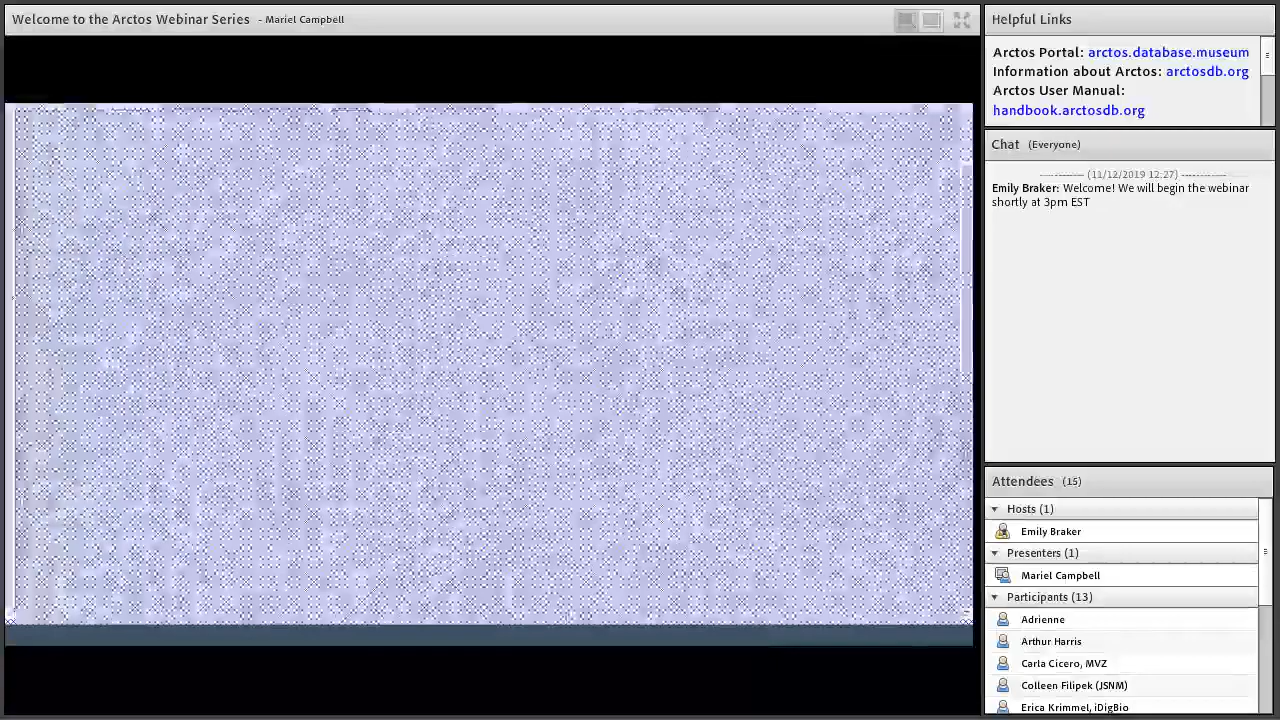 Welcome to the Arctos Webinar Series - Mariel Campbell
Helpful Links
Arctos Portal: arctos.database.museum
Information about Arctos: arctosdb.org
Arctos User Manual:
handbook.arctosdb.org
Chat (Everyone)
(11/12/2019 12:27)
Emily Braker: Welcome! We will begin the webinar
shortly at 3pm EST
Attendees (15)
Hosts (1)
Emily Braker
Presenters (1)
Mariel Campbell
Participants (13)
Adrienne
Arthur Harris
Carla Cicero, MVZ
Colleen Filipek (JSNM)
Erica Krimmel, iDigBio